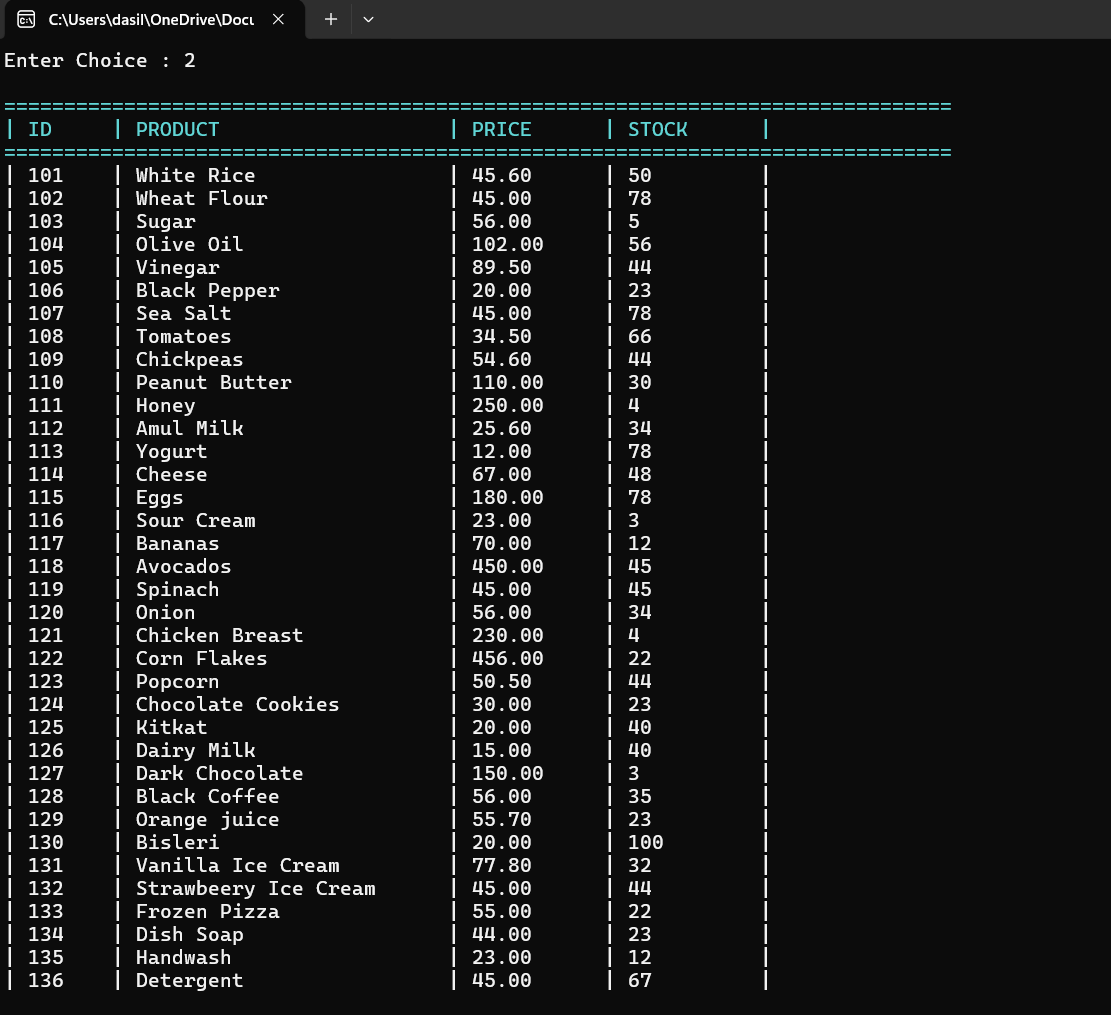 C:\Users\dasil\OneDrive\Docu
Enter Choice : 2
===============================================================================
| ID     | PRODUCT                   | PRICE      | STOCK      |
===============================================================================
| 101    | White Rice                | 45.60      | 50         |
| 102    | Wheat Flour               | 45.00      | 78         |
| 103    | Sugar                     | 56.00      | 5          |
| 104    | Olive Oil                 | 102.00     | 56         |
| 105    | Vinegar                   | 89.50      | 44         |
| 106    | Black Pepper              | 20.00      | 23         |
| 107    | Sea Salt                  | 45.00      | 78         |
| 108    | Tomatoes                  | 34.50      | 66         |
| 109    | Chickpeas                 | 54.60      | 44         |
| 110    | Peanut Butter             | 110.00     | 30         |
| 111    | Honey                     | 250.00     | 4          |
| 112    | Amul Milk                 | 25.60      | 34         |
| 113    | Yogurt                    | 12.00      | 78         |
| 114    | Cheese                    | 67.00      | 48         |
| 115    | Eggs                      | 180.00     | 78         |
| 116    | Sour Cream                | 23.00      | 3          |
| 117    | Bananas                   | 70.00      | 12         |
| 118    | Avocados                  | 450.00     | 45         |
| 119    | Spinach                   | 45.00      | 45         |
| 120    | Onion                     | 56.00      | 34         |
| 121    | Chicken Breast            | 230.00     | 4          |
| 122    | Corn Flakes               | 456.00     | 22         |
| 123    | Popcorn                   | 50.50      | 44         |
| 124    | Chocolate Cookies         | 30.00      | 23         |
| 125    | Kitkat                    | 20.00      | 40         |
| 126    | Dairy Milk                | 15.00      | 40         |
| 127    | Dark Chocolate            | 150.00     | 3          |
| 128    | Black Coffee              | 56.00      | 35         |
| 129    | Orange juice              | 55.70      | 23         |
| 130    | Bisleri                   | 20.00      | 100        |
| 131    | Vanilla Ice Cream         | 77.80      | 32         |
| 132    | Strawbeery Ice Cream      | 45.00      | 44         |
| 133    | Frozen Pizza              | 55.00      | 22         |
| 134    | Dish Soap                 | 44.00      | 23         |
| 135    | Handwash                  | 23.00      | 12         |
| 136    | Detergent                 | 45.00      | 67         |